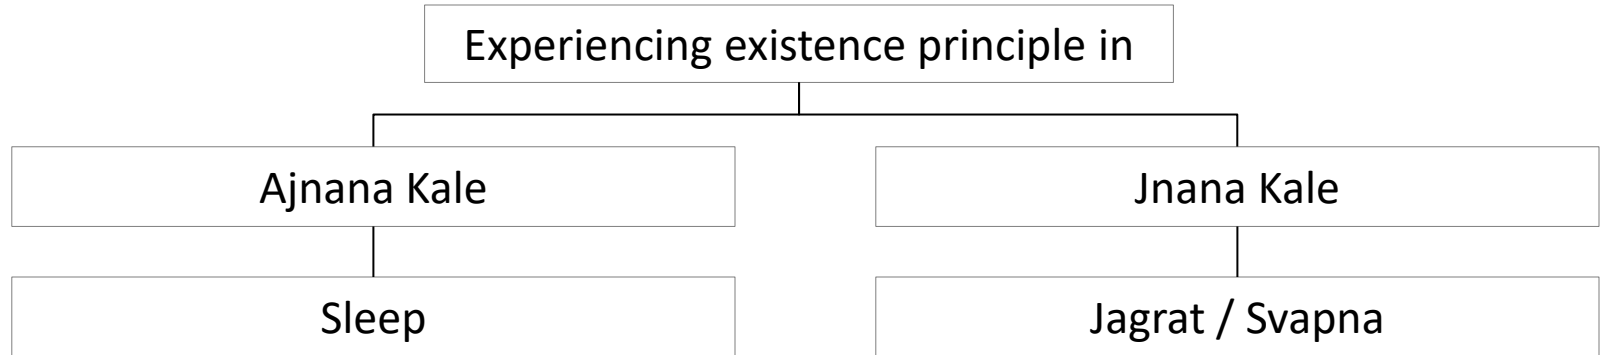 Experiencing existence principle in
Ajnana Kale
Jnana Kale
Sleep
Jagrat / Svapna